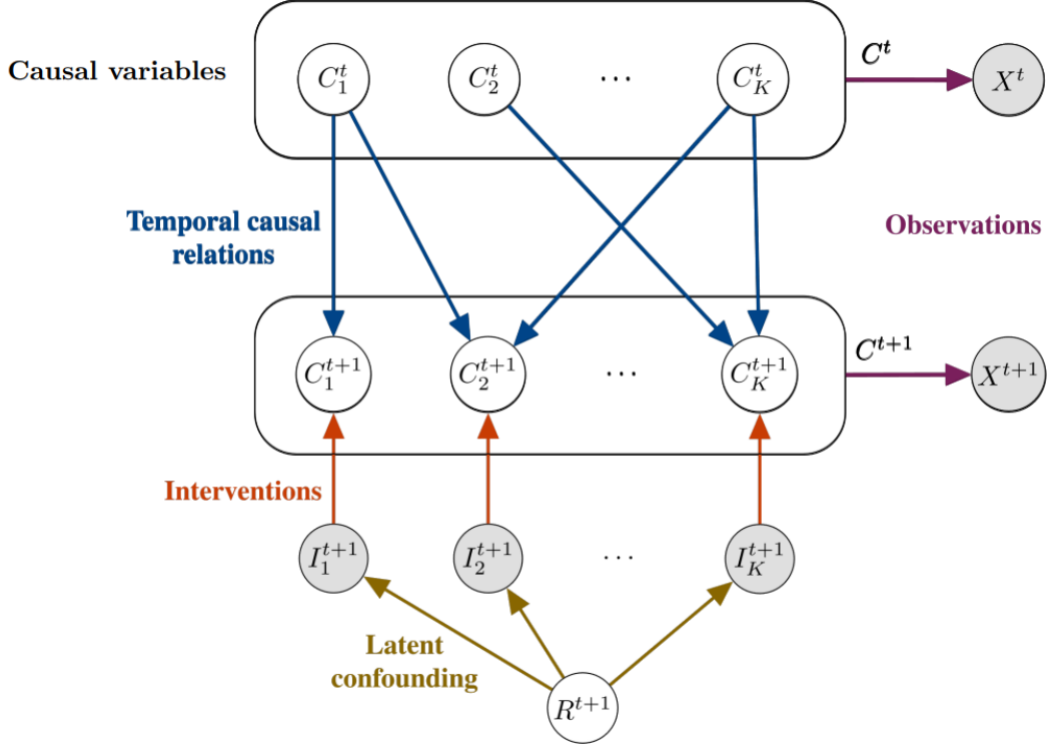 Causal variables
C_1^t C_2^t ··· C_K^t
C^t
X^t
Temporal causal
relations
Observations
C_1^{t+1} C_2^{t+1} ··· C_K^{t+1}
C^{t+1}
X^{t+1}
Interventions
I_1^{t+1} I_2^{t+1} ··· I_K^{t+1}
Latent
confounding
R^{t+1}